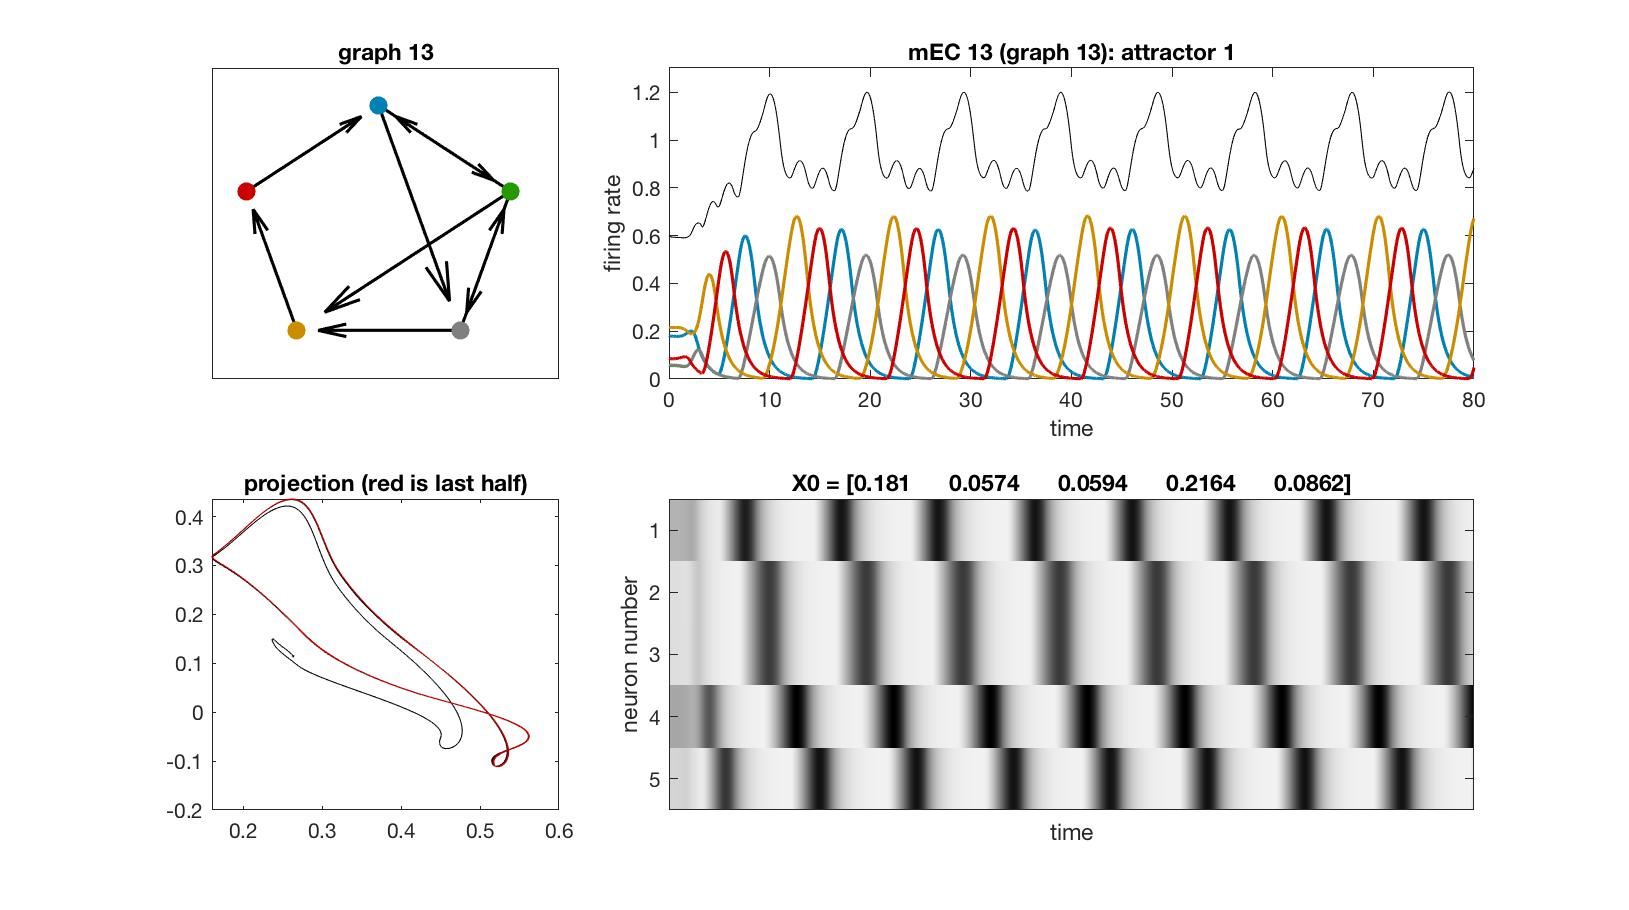 graph 13
mEC 13 (graph 13): attractor 1
firing rate
1.2
1
0.8
0.6
0.4
0.2
0
0 10 20 30 40 50 60 70 80
time
projection (red is last half)
0.4
0.3
0.2
0.1
0
-0.1
-0.2
0.2 0.3 0.4 0.5 0.6
X0 = [0.181 0.0574 0.0594 0.2164 0.0862]
neuron number
1
2
3
4
5
time